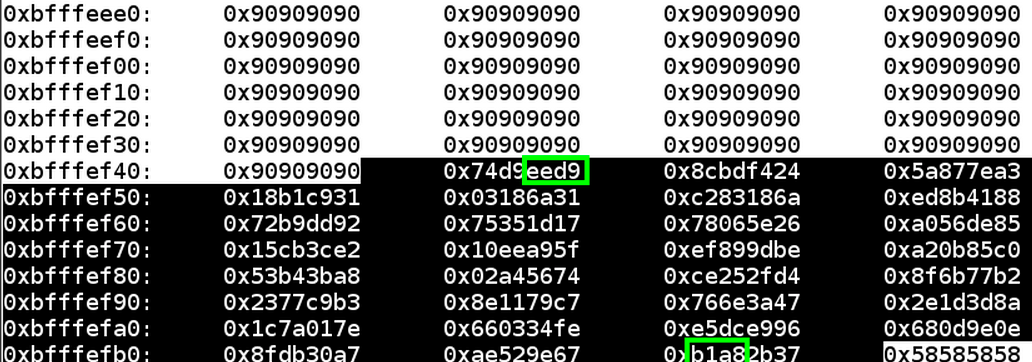 0xbfffeee0: 0x90909090 0x90909090 0x90909090 0x90909090
0xbfffeef0: 0x90909090 0x90909090 0x90909090 0x90909090
0xbfffef00: 0x90909090 0x90909090 0x90909090 0x90909090
0xbfffef10: 0x90909090 0x90909090 0x90909090 0x90909090
0xbfffef20: 0x90909090 0x90909090 0x90909090 0x90909090
0xbfffef30: 0x90909090 0x90909090 0x90909090 0x90909090
0xbfffef40: 0x90909090 0x74d9eed9 0x8cbdf424 0x5a877ea3
0xbfffef50: 0x18b1c931 0x03186a31 0xc283186a 0xed8b4188
0xbfffef60: 0x72b9dd92 0x75351d17 0x78065e26 0xa056de85
0xbfffef70: 0x15cb3ce2 0x10eea95f 0xef899dbe 0xa20b85c0
0xbfffef80: 0x53b43ba8 0x02a45674 0xce252fd4 0x8f6b77b2
0xbfffef90: 0x2377c9b3 0x8e1179c7 0x766e3a47 0x2e1d3d8a
0xbfffefa0: 0x1c7a017e 0x660334fe 0xe5dce996 0x680d9e0e
0xbfffefb0: 0x8fdb30a7 0xae529e67 0xb1a82b37 0x58585858